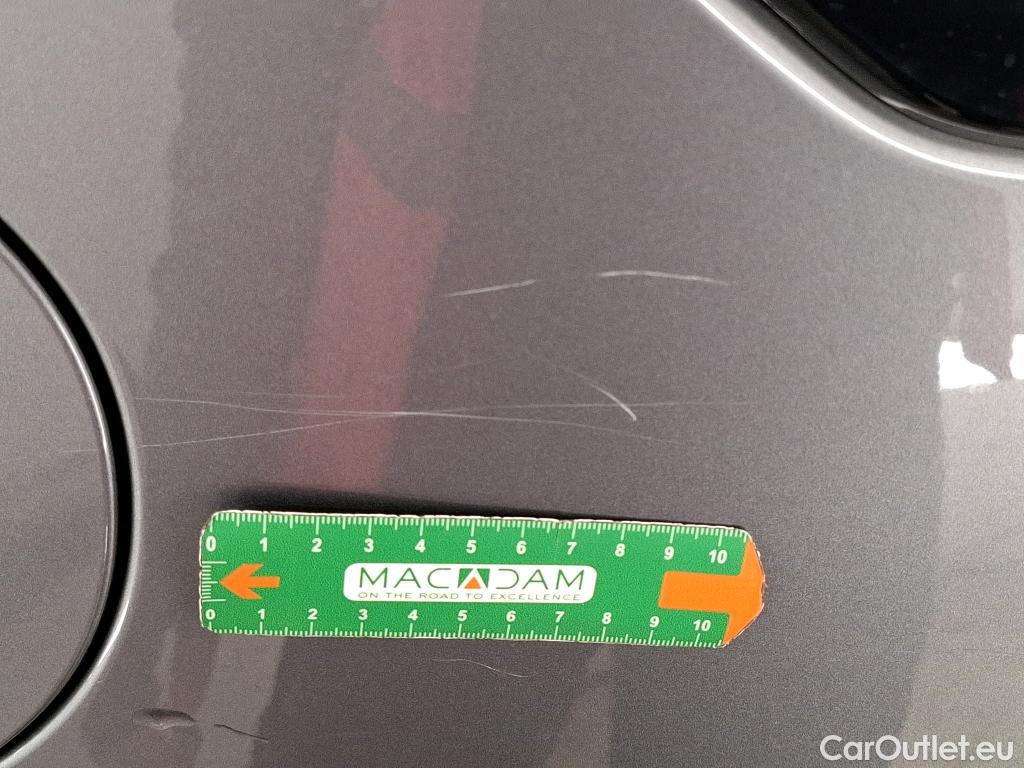 0 1 2 3 4 5 6 7 8 9 10
MACADAM
ON THE ROAD TO EXCELLENCE
0 1 2 3 4 5 6 7 8 9 10
CarOutlet.eu